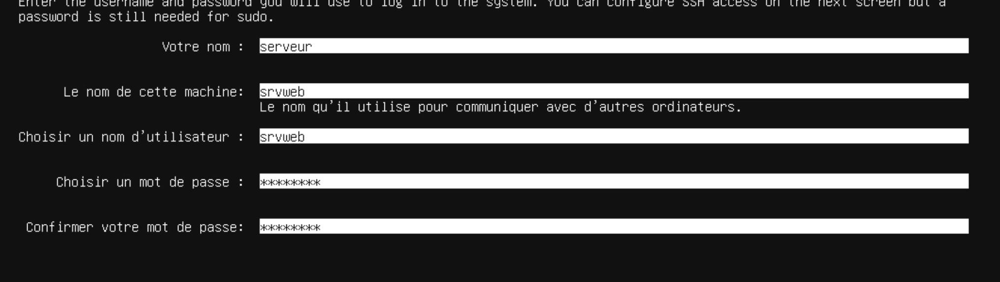 Enter the username and password you will use to log in to the system. You can configure SSH access on the next screen but a
password is still needed for sudo.
Votre nom : serveur
Le nom de cette machine: srvweb
Le nom qu'il utilise pour communiquer avec d'autres ordinateurs.
Choisir un nom d'utilisateur : srvweb
Choisir un mot de passe : ********
Confirmer votre mot de passe: ********